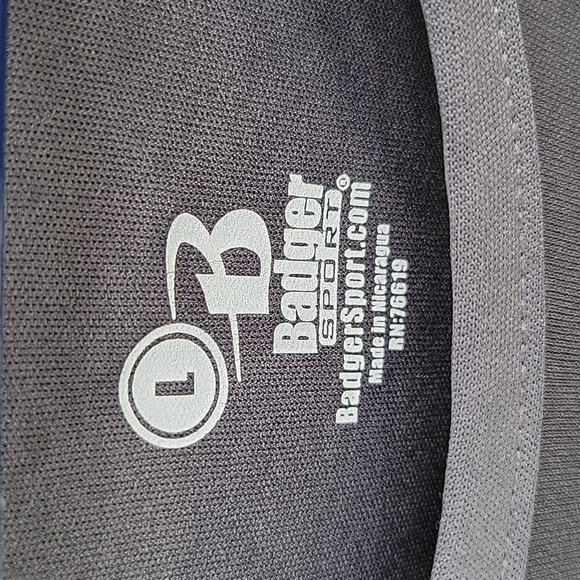 L
B
Badger
SPORT®
BadgerSport.com
Made in Nicaragua
RN:76619